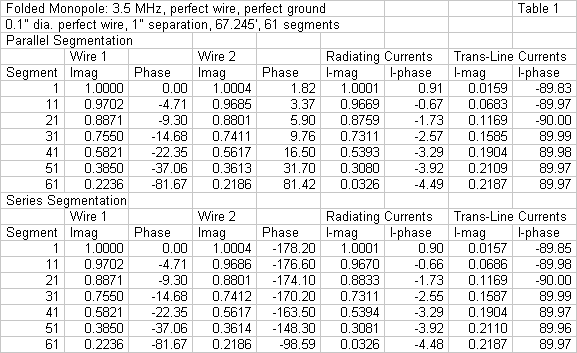 Folded Monopole: 3.5 MHz, perfect wire, perfect ground Table 1
0.1" dia. perfect wire, 1" separation, 67.245', 61 segments
Parallel Segmentation
Wire 1 Wire 2 Radiating Currents Trans-Line Currents
Segment Imag Phase Imag Phase I-mag I-phase I-mag I-phase
1 1.0000 0.00 1.0004 1.82 1.0001 0.91 0.0159 -89.83
11 0.9702 -4.71 0.9685 3.37 0.9669 -0.67 0.0683 -89.97
21 0.8871 -9.30 0.8801 5.90 0.8759 -1.73 0.1169 -90.00
31 0.7550 -14.68 0.7411 9.76 0.7311 -2.57 0.1585 89.99
41 0.5821 -22.35 0.5617 16.50 0.5393 -3.29 0.1904 89.98
51 0.3850 -37.06 0.3613 31.70 0.3080 -3.92 0.2109 89.97
61 0.2236 -81.67 0.2186 81.42 0.0326 -4.49 0.2187 89.97
Series Segmentation
Wire 1 Wire 2 Radiating Currents Trans-Line Currents
Segment Imag Phase Imag Phase I-mag I-phase I-mag I-phase
1 1.0000 0.00 1.0004 -178.20 1.0001 0.90 0.0157 -89.85
11 0.9702 -4.71 0.9686 -176.60 0.9670 -0.66 0.0686 -89.98
21 0.8871 -9.30 0.8801 -174.10 0.8833 -1.73 0.1169 -90.00
31 0.7550 -14.68 0.7412 -170.20 0.7311 -2.55 0.1587 89.99
41 0.5821 -22.35 0.5617 -163.50 0.5394 -3.29 0.1904 89.97
51 0.3850 -37.06 0.3614 -148.30 0.3081 -3.92 0.2110 89.96
61 0.2236 -81.67 0.2186 -98.59 0.0326 -4.48 0.2187 89.97